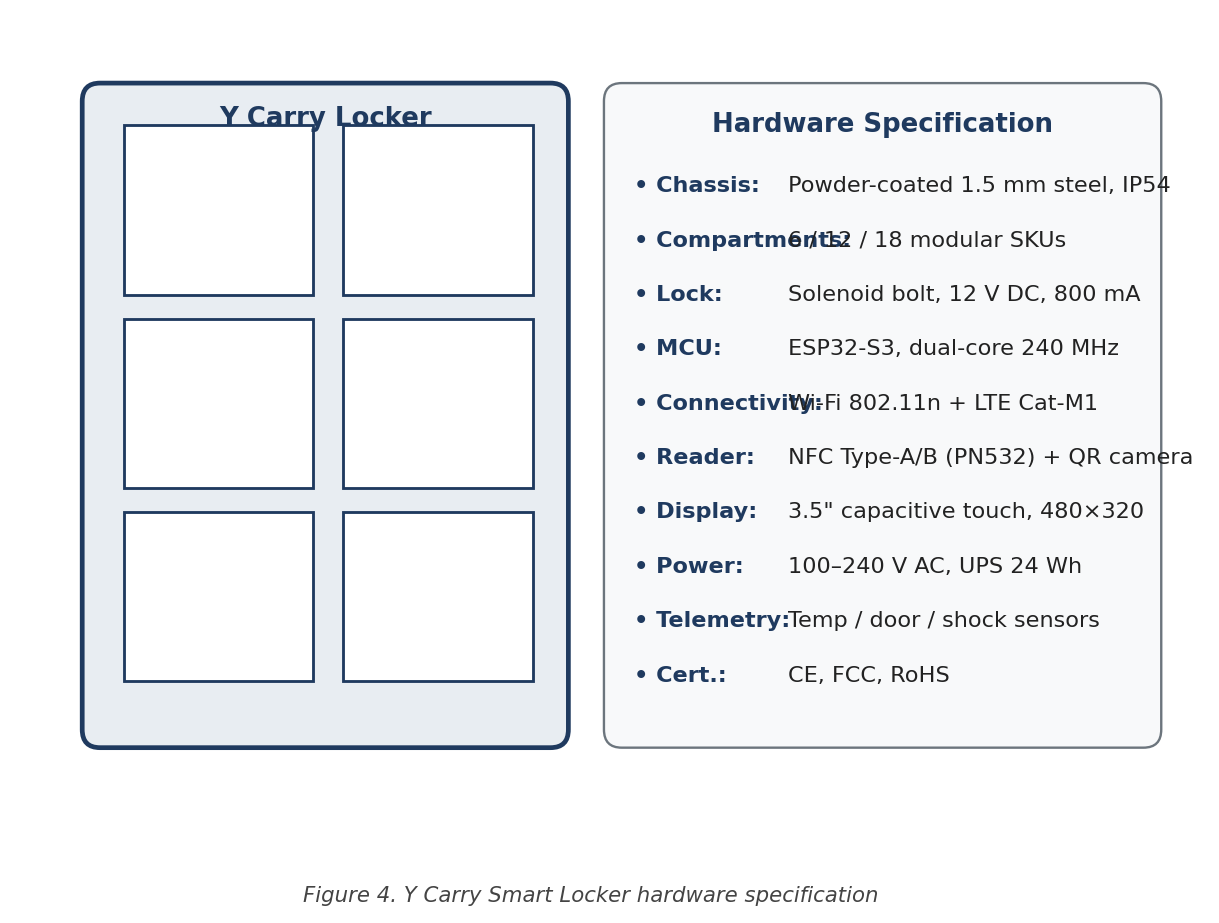 Y Carry Locker
Hardware Specification
• Chassis: Powder-coated 1.5 mm steel, IP54
• Compartments: 6 / 12 / 18 modular SKUs
• Lock: Solenoid bolt, 12 V DC, 800 mA
• MCU: ESP32-S3, dual-core 240 MHz
• Connectivity: Wi-Fi 802.11n + LTE Cat-M1
• Reader: NFC Type-A/B (PN532) + QR camera
• Display: 3.5" capacitive touch, 480×320
• Power: 100–240 V AC, UPS 24 Wh
• Telemetry: Temp / door / shock sensors
• Cert.: CE, FCC, RoHS
Figure 4. Y Carry Smart Locker hardware specification